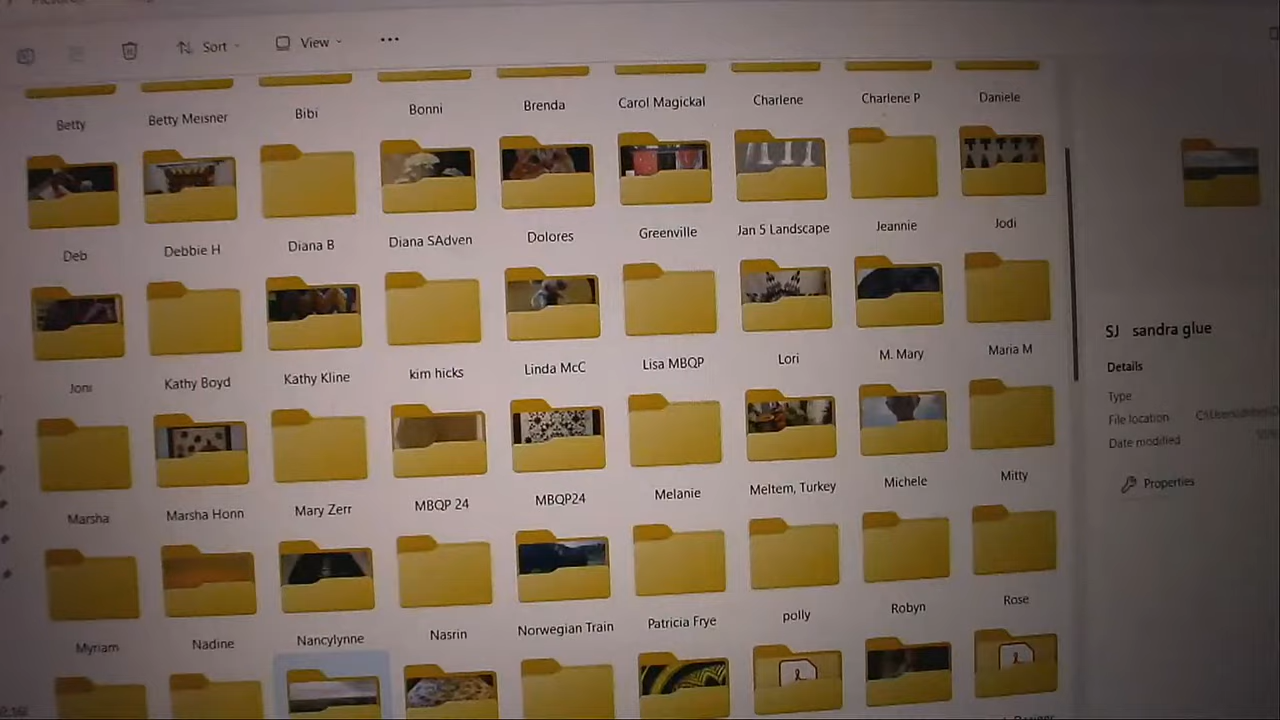 Sort
View
Betty
Betty Meisner
Bibi
Bonni
Brenda
Carol Magickal
Charlene
Charlene P
Daniele
Deb
Debbie H
Diana B
Diana SAdven
Dolores
Greenville
Jan 5 Landscape
Jeannie
Jodi
Joni
Kathy Boyd
Kathy Kline
kim hicks
Linda McC
Lisa MBQP
Lori
M. Mary
Maria M
Marsha
Marsha Honn
Mary Zerr
MBQP 24
MBQP24
Melanie
Meltem, Turkey
Michele
Mitty
Myriam
Nadine
Nancylynne
Nasrin
Norwegian Train
Patricia Frye
polly
Robyn
Rose
SJ sandra glue
Details
Type
File location
Date modified
Properties